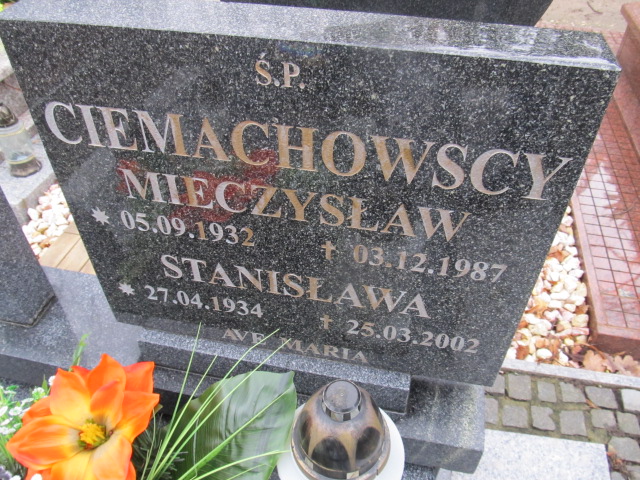 Ś.P.
CIEMACHOWSCY
MIECZYSŁAW
* 05.09.1932 † 03.12.1987
STANISŁAWA
* 27.04.1934 † 25.03.2002
AVE MARIA